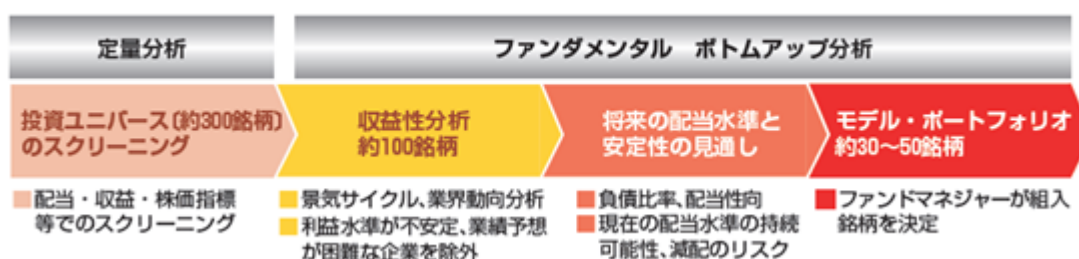 定量分析
ファンダメンタル ボトムアップ分析
投資ユニバース(約300銘柄)
のスクリーニング
収益性分析
約100銘柄
将来の配当水準と
安定性の見通し
モデル・ポートフォリオ
約30〜50銘柄
配当・収益・株価指標
等でのスクリーニング
景気サイクル、業界動向分析
利益水準が不安定、業績予想
が困難な企業を除外
負債比率、配当性向
現在の配当水準の持続
可能性、減配のリスク
ファンドマネジャーが組入
銘柄を決定